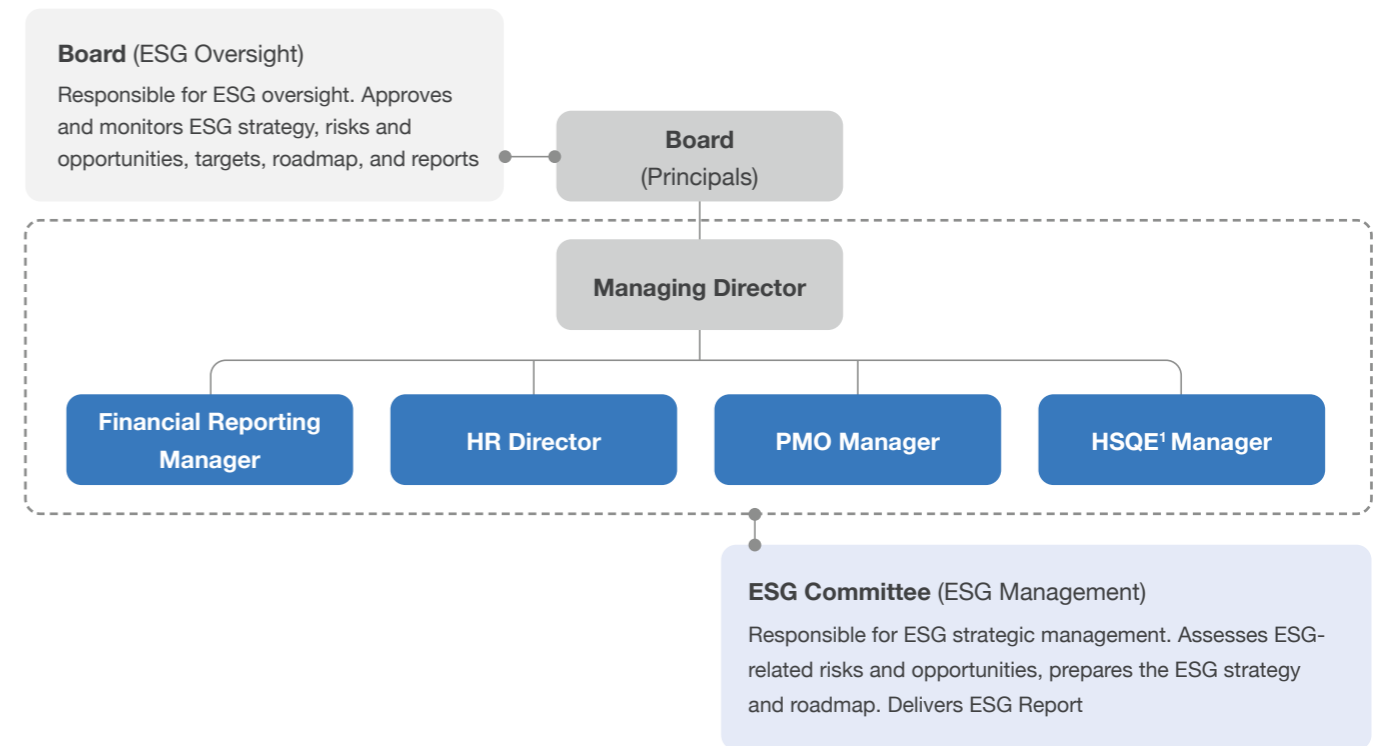 Board (ESG Oversight)
Responsible for ESG oversight. Approves
and monitors ESG strategy, risks and
opportunities, targets, roadmap, and reports
Board
(Principals)
Managing Director
Financial Reporting
Manager
HR Director
PMO Manager
HSQE¹ Manager
ESG Committee (ESG Management)
Responsible for ESG strategic management. Assesses ESG-
related risks and opportunities, prepares the ESG strategy
and roadmap. Delivers ESG Report